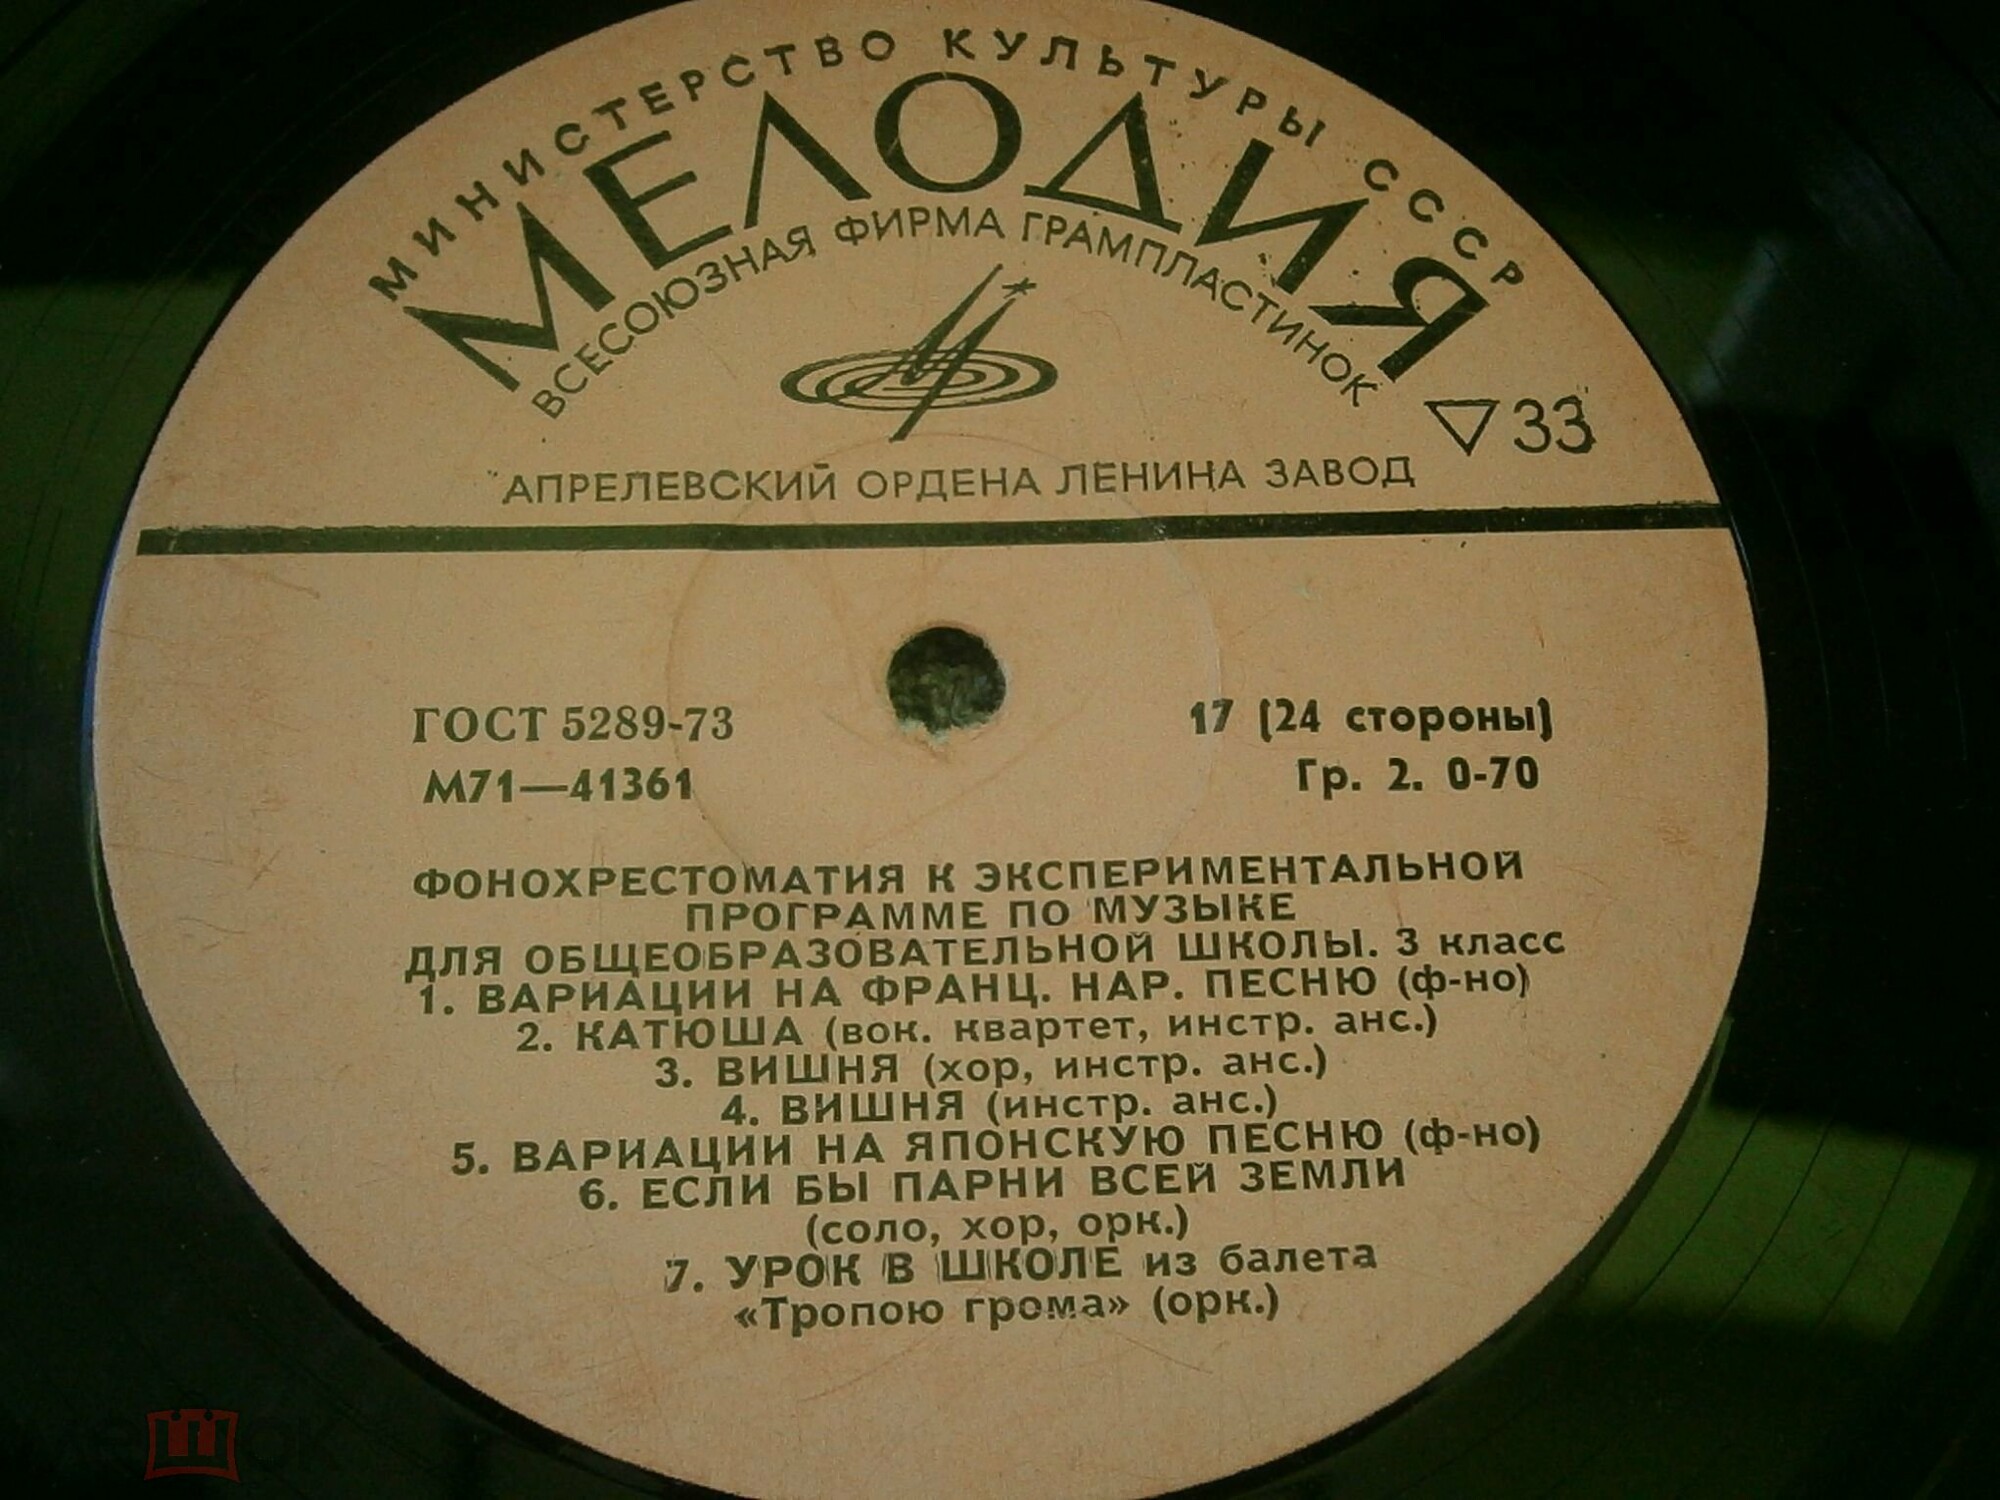 МИНИСТЕРСТВО КУЛЬТУРЫ СССР
МЕЛОДИЯ
ВСЕСОЮЗНАЯ ФИРМА ГРАМПЛАСТИНОК
▽33
АПРЕЛЕВСКИЙ ОРДЕНА ЛЕНИНА ЗАВОД
ГОСТ 5289-73
17 (24 стороны)
М71—41361
Гр. 2. 0-70
ФОНОХРЕСТОМАТИЯ К ЭКСПЕРИМЕНТАЛЬНОЙ
ПРОГРАММЕ ПО МУЗЫКЕ
ДЛЯ ОБЩЕОБРАЗОВАТЕЛЬНОЙ ШКОЛЫ. 3 класс
1. ВАРИАЦИИ НА ФРАНЦ. НАР. ПЕСНЮ (ф-но)
2. КАТЮША (вок. квартет, инстр. анс.)
3. ВИШНЯ (хор, инстр. анс.)
4. ВИШНЯ (инстр. анс.)
5. ВАРИАЦИИ НА ЯПОНСКУЮ ПЕСНЮ (ф-но)
6. ЕСЛИ БЫ ПАРНИ ВСЕЙ ЗЕМЛИ
(соло, хор, орк.)
7. УРОК В ШКОЛЕ из балета
«Тропою грома» (орк.)
мешок